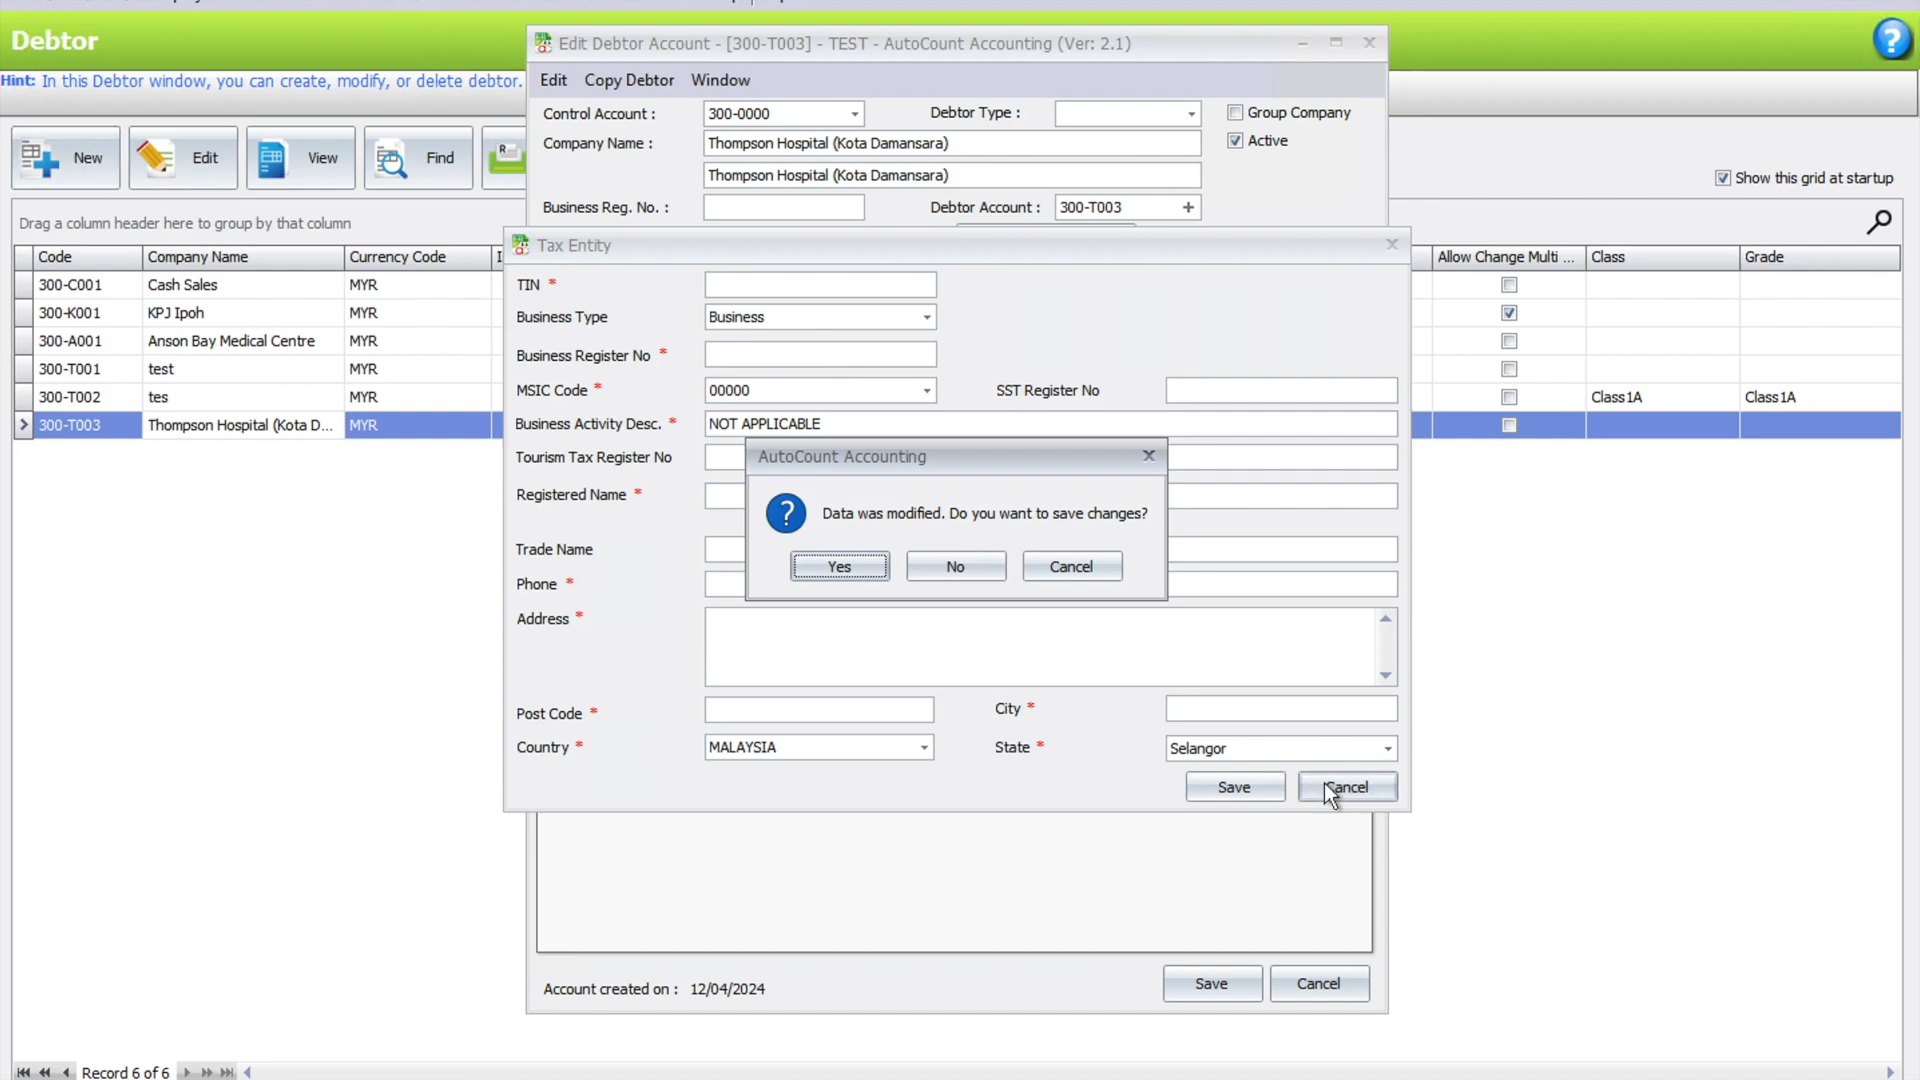 Debtor
Hint: In this Debtor window, you can create, modify, or delete debtor.
New
Edit
View
Find
R
Show this grid at startup
Drag a column header here to group by that column
Code Company Name Currency Code Allow Change Multi ... Class Grade
300-C001 Cash Sales MYR
300-K001 KPJ Ipoh MYR
300-A001 Anson Bay Medical Centre MYR
300-T001 test MYR
300-T002 tes MYR Class1A Class1A
300-T003 Thompson Hospital (Kota D... MYR
Record 6 of 6
Edit Debtor Account - [300-T003] - TEST - AutoCount Accounting (Ver: 2.1)
Edit Copy Debtor Window
Control Account : 300-0000 Debtor Type : Group Company
Company Name : Thompson Hospital (Kota Damansara) Active
Thompson Hospital (Kota Damansara)
Business Reg. No. : Debtor Account : 300-T003
Tax Entity
TIN *
Business Type Business
Business Register No *
MSIC Code * 00000 SST Register No
Business Activity Desc. * NOT APPLICABLE
Tourism Tax Register No
Registered Name *
Trade Name
Phone *
Address *
Post Code * City *
Country * MALAYSIA State * Selangor
Save Cancel
AutoCount Accounting
? Data was modified. Do you want to save changes?
Yes No Cancel
Account created on : 12/04/2024 Save Cancel